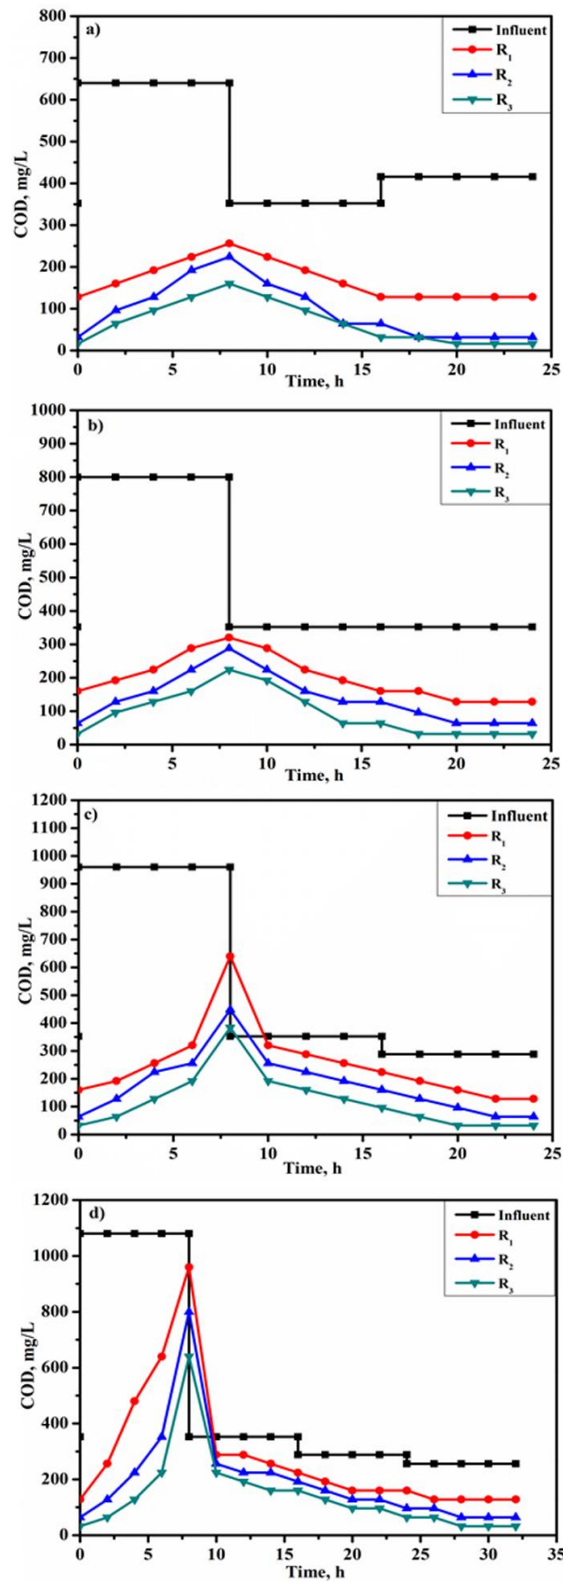 a)
800
700
600
500
400
300
200
100
0
COD, mg/L
0 5 10 15 20 25
Time, h
Influent
R1
R2
R3
b)
1000
900
800
700
600
500
400
300
200
100
0
COD, mg/L
0 5 10 15 20 25
Time, h
Influent
R1
R2
R3
c)
1200
1100
1000
900
800
700
600
500
400
300
200
100
0
COD, mg/L
0 5 10 15 20 25
Time, h
Influent
R1
R2
R3
d)
1200
1000
800
600
400
200
0
COD, mg/L
0 5 10 15 20 25 30 35
Time, h
Influent
R1
R2
R3